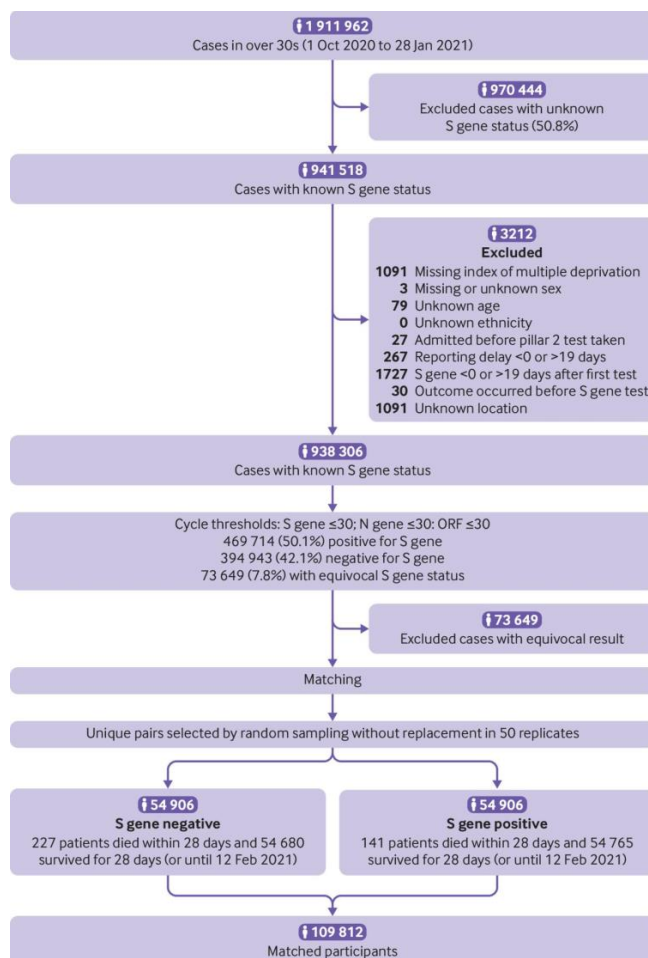 1 911 962
Cases in over 30s (1 Oct 2020 to 28 Jan 2021)
970 444
Excluded cases with unknown
S gene status (50.8%)
941 518
Cases with known S gene status
3212
Excluded
1091 Missing index of multiple deprivation
3 Missing or unknown sex
79 Unknown age
0 Unknown ethnicity
27 Admitted before pillar 2 test taken
267 Reporting delay <0 or >19 days
1727 S gene <0 or >19 days after first test
30 Outcome occurred before S gene test
1091 Unknown location
938 306
Cases with known S gene status
Cycle thresholds: S gene ≤30; N gene ≤30: ORF ≤30
469 714 (50.1%) positive for S gene
394 943 (42.1%) negative for S gene
73 649 (7.8%) with equivocal S gene status
73 649
Excluded cases with equivocal result
Matching
Unique pairs selected by random sampling without replacement in 50 replicates
54 906
S gene negative
227 patients died within 28 days and 54 680
survived for 28 days (or until 12 Feb 2021)
54 906
S gene positive
141 patients died within 28 days and 54 765
survived for 28 days (or until 12 Feb 2021)
109 812
Matched participants